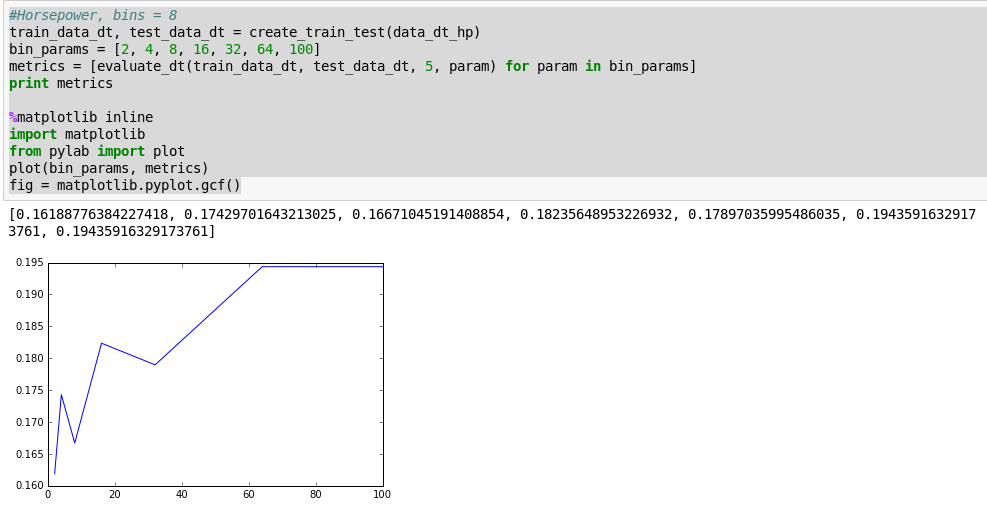 #Horsepower, bins = 8
train_data_dt, test_data_dt = create_train_test(data_dt_hp)
bin_params = [2, 4, 8, 16, 32, 64, 100]
metrics = [evaluate_dt(train_data_dt, test_data_dt, 5, param) for param in bin_params]
print metrics
%matplotlib inline
import matplotlib
from pylab import plot
plot(bin_params, metrics)
fig = matplotlib.pyplot.gcf()
[0.16188776384227418, 0.17429701643213025, 0.16671045191408854, 0.18235648953226932, 0.17897035995486035, 0.1943591632917
3761, 0.19435916329173761]
0.195
0.190
0.185
0.180
0.175
0.170
0.165
0.160
0 20 40 60 80 100